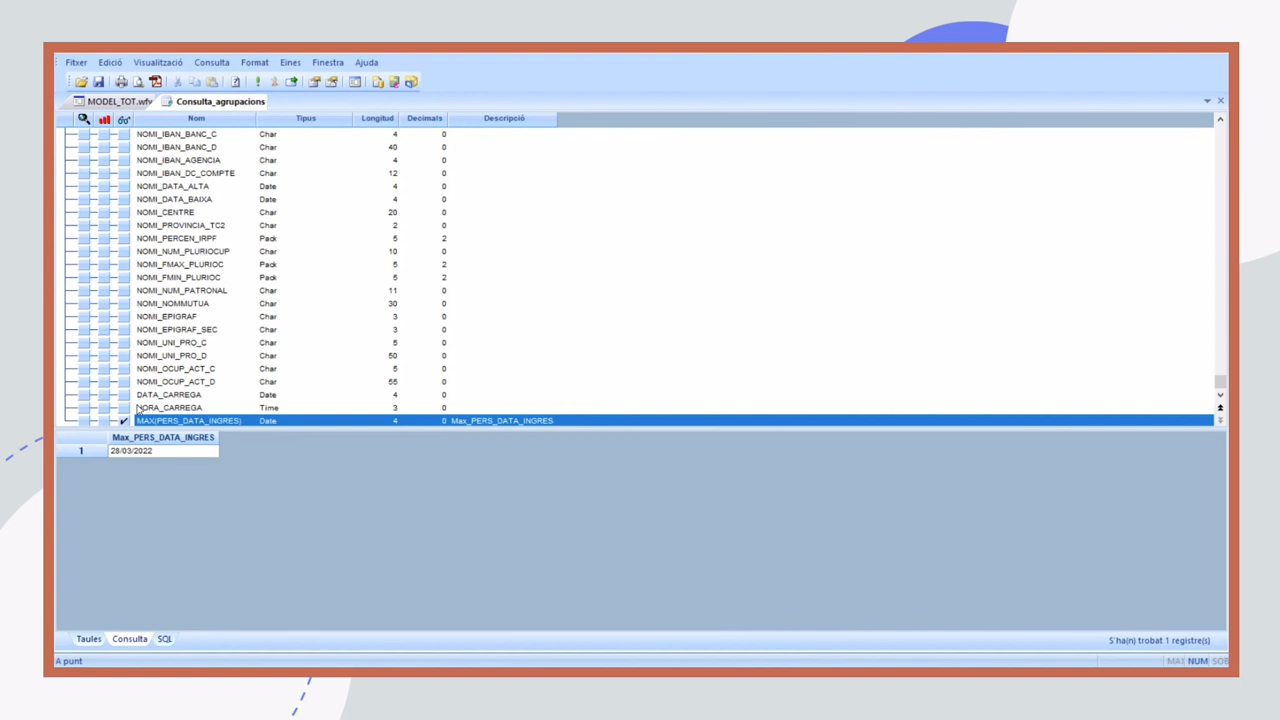 Fitxer Edició Visualització Consulta Format Eines Finestra Ajuda
MODEL_TOT.wfv Consulta_agrupacions
Nom Tipus Longitud Decimals Descripció
NOMI_IBAN_BANC_C Char 4 0
NOMI_IBAN_BANC_D Char 40 0
NOMI_IBAN_AGENCIA Char 4 0
NOMI_IBAN_DC_COMPTE Char 12 0
NOMI_DATA_ALTA Date 4 0
NOMI_DATA_BAIXA Date 4 0
NOMI_CENTRE Char 20 0
NOMI_PROVINCIA_TC2 Char 2 0
NOMI_PERCEN_IRPF Pack 5 2
NOMI_NUM_PLURIOCUP Char 10 0
NOMI_FMAX_PLURIOC Pack 5 2
NOMI_FMIN_PLURIOC Pack 5 2
NOMI_NUM_PATRONAL Char 11 0
NOMI_NOMMUTUA Char 30 0
NOMI_EPIGRAF Char 3 0
NOMI_EPIGRAF_SEC Char 3 0
NOMI_UNI_PRO_C Char 5 0
NOMI_UNI_PRO_D Char 50 0
NOMI_OCUP_ACT_C Char 5 0
NOMI_OCUP_ACT_D Char 55 0
DATA_CARREGA Date 4 0
HORA_CARREGA Time 3 0
MAX(PERS_DATA_INGRES) Date 4 0 Max_PERS_DATA_INGRES
Max_PERS_DATA_INGRES
1 28/03/2022
Taules Consulta SQL
S'ha(n) trobat 1 registre(s)
A punt
NUM